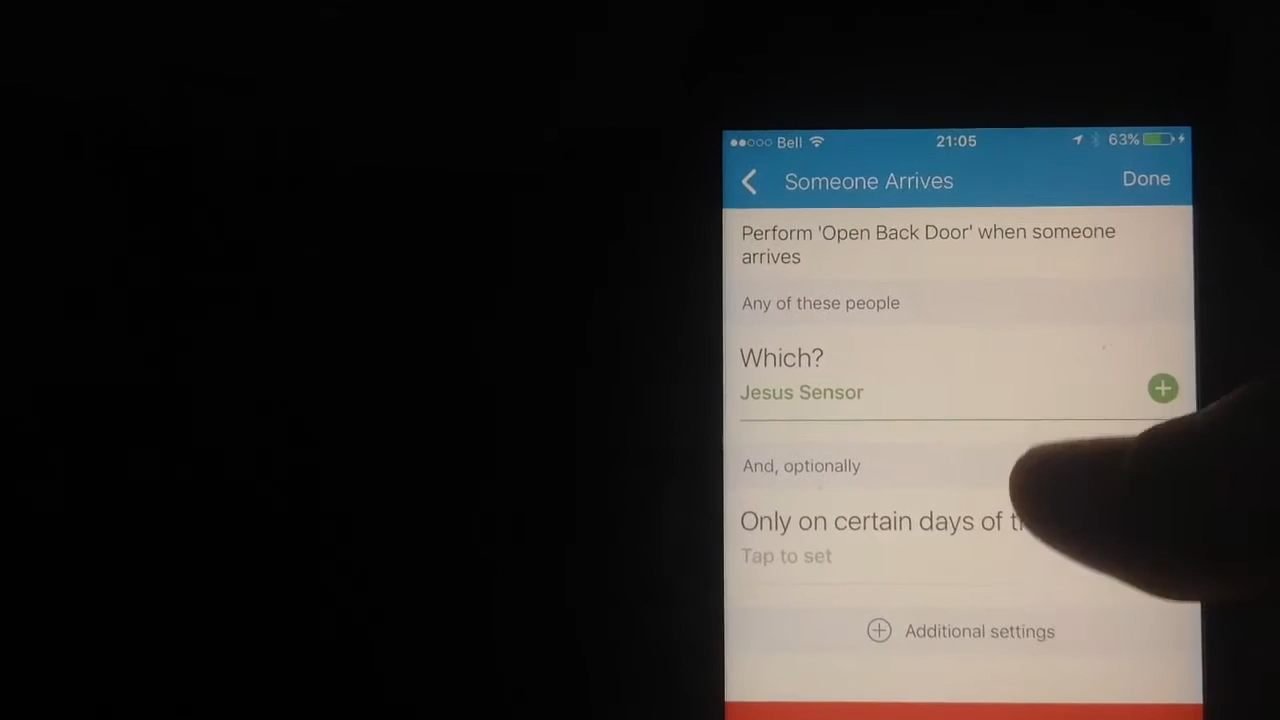 Bell 21:05 63%
Someone Arrives Done
Perform 'Open Back Door' when someone
arrives
Any of these people
Which?
Jesus Sensor
And, optionally
Only on certain days of
Tap to set
Additional settings